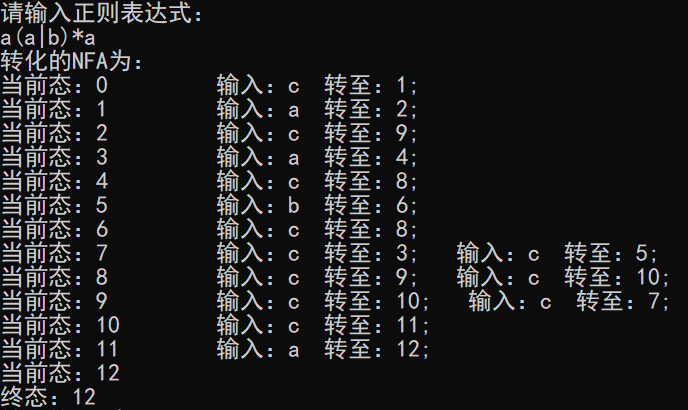 请输入正则表达式：
a(a|b)*a
转化的NFA为：
当前态：0 输入：c 转至：1;
当前态：1 输入：a 转至：2;
当前态：2 输入：c 转至：9;
当前态：3 输入：a 转至：4;
当前态：4 输入：c 转至：8;
当前态：5 输入：b 转至：6;
当前态：6 输入：c 转至：8;
当前态：7 输入：c 转至：3; 输入：c 转至：5;
当前态：8 输入：c 转至：9; 输入：c 转至：10;
当前态：9 输入：c 转至：10; 输入：c 转至：7;
当前态：10 输入：c 转至：11;
当前态：11 输入：a 转至：12;
当前态：12
终态：12